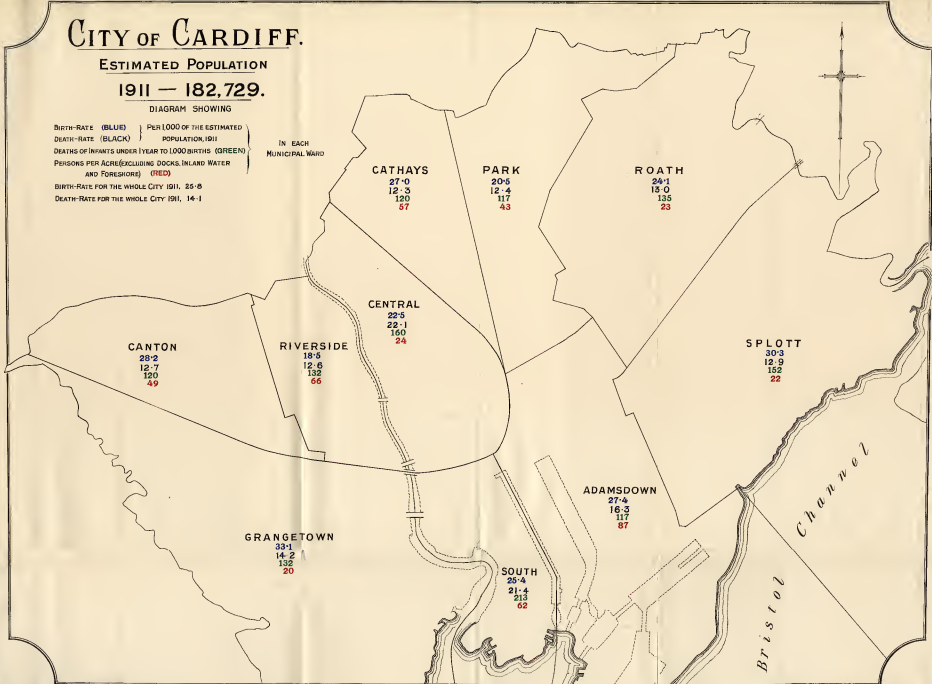 CITY OF CARDIFF.
ESTIMATED POPULATION
1911 — 182,729.
DIAGRAM SHOWING
BIRTH-RATE (BLUE) } PER 1,000 OF THE ESTIMATED
DEATH-RATE (BLACK) } POPULATION, 1911
DEATHS OF INFANTS UNDER 1 YEAR TO 1,000 BIRTHS (GREEN)
PERSONS PER ACRE (EXCLUDING DOCKS, INLAND WATER
AND FORESHORE) (RED)
IN EACH
MUNICIPAL WARD
BIRTH-RATE FOR THE WHOLE CITY 1911, 25·8
DEATH-RATE FOR THE WHOLE CITY 1911, 14·1
CATHAYS
27·0
12·3
120
57
PARK
20·5
12·4
117
43
ROATH
24·1
13·0
135
23
CENTRAL
22·5
22·1
160
24
CANTON
28·2
12·7
120
49
RIVERSIDE
18·5
12·6
132
66
SPLOTT
30·3
12·9
152
22
ADAMSDOWN
27·4
16·3
117
87
GRANGETOWN
33·1
14·2
132
20
SOUTH
25·4
21·4
213
62
Bristol Channel